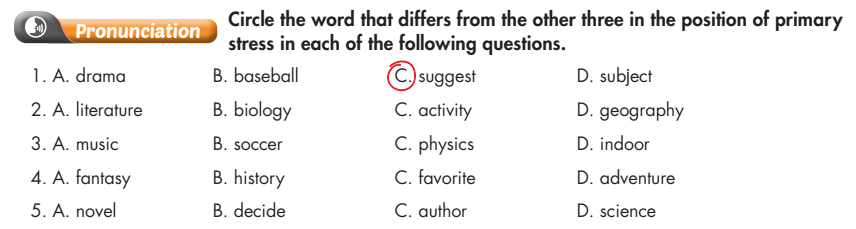 Pronunciation
Circle the word that differs from the other three in the position of primary
stress in each of the following questions.
1. A. drama B. baseball C. suggest D. subject
2. A. literature B. biology C. activity D. geography
3. A. music B. soccer C. physics D. indoor
4. A. fantasy B. history C. favorite D. adventure
5. A. novel B. decide C. author D. science